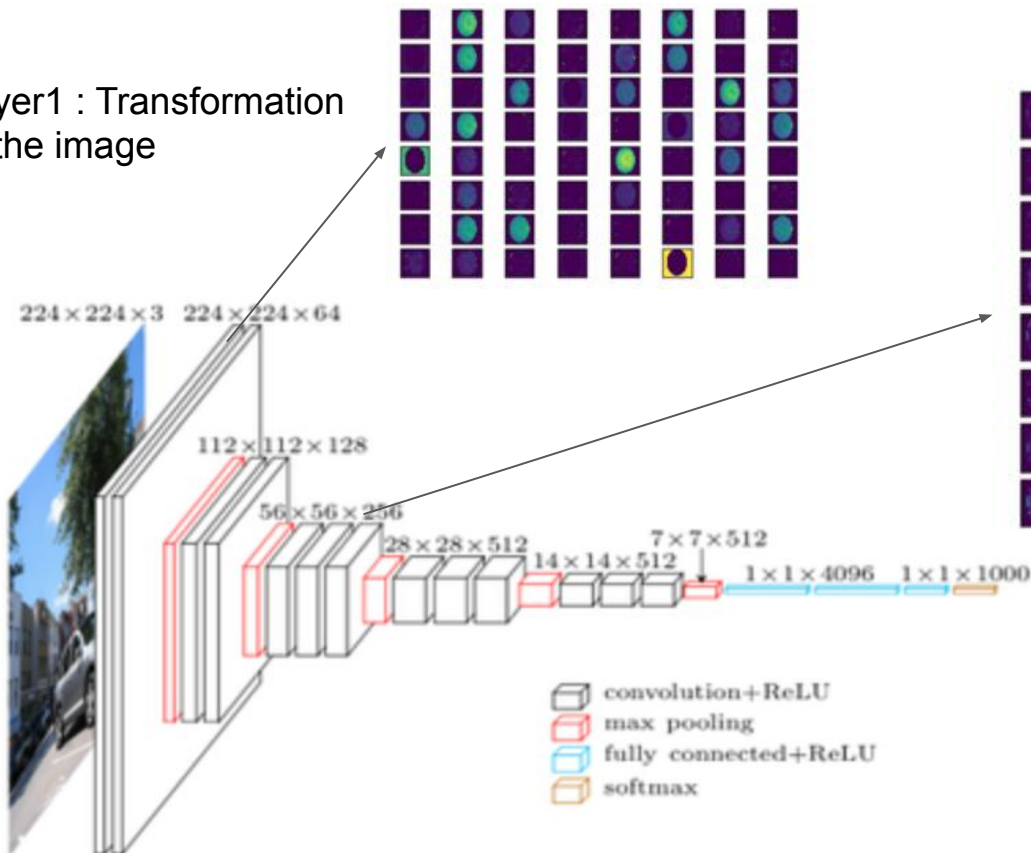 yer1 : Transformation
the image
224×224×3 224×224×64
112×112×128
56×56×256
28×28×512
14×14×512
7×7×512
1×1×4096 1×1×1000
convolution+ReLU
max pooling
fully connected+ReLU
softmax